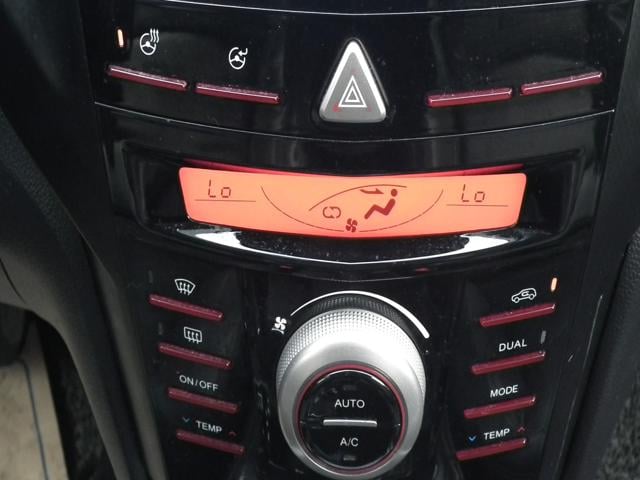 Lo
Lo
DUAL
ON/OFF
MODE
AUTO
A/C
TEMP
TEMP